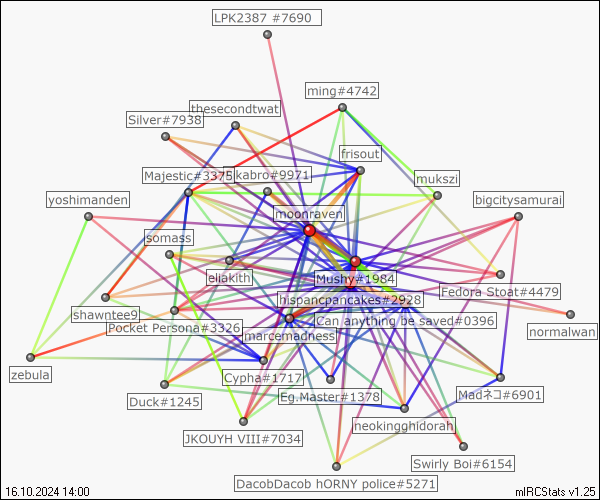 LPK2387 #7690
ming#4742
thesecondtwat
Silver#7938
frisout
Majestic#3375
kabro#9971
mukszi
yoshimanden
bigcitysamurai
moonraven
somass
eliakith
Mushy#1984
Fedora Stoat#4479
hispancpancakes#2928
shawntee9
Can anything be saved#0396
Pocket Persona#3326
normalwan
marcemadness
zebula
Cypha#1717
Eg.Master#1378
Madネコ#6901
Duck#1245
neokingghidorah
JKOUYH VIII#7034
Swirly Boi#6154
DacobDacob hORNY police#5271
16.10.2024 14:00
mIRCStats v1.25